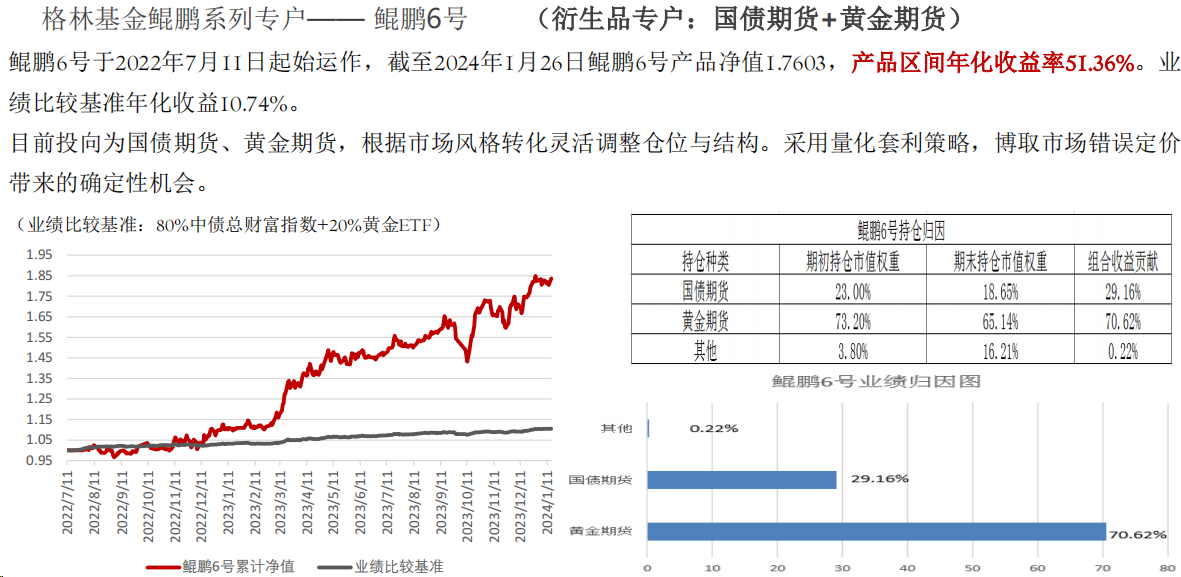 格林基金鲲鹏系列专户—— 鲲鹏6号 （衍生品专户：国债期货+黄金期货）
鲲鹏6号于2022年7月11日起始运作，截至2024年1月26日鲲鹏6号产品净值1.7603，产品区间年化收益率51.36%。业
绩比较基准年化收益10.74%。
目前投向为国债期货、黄金期货，根据市场风格转化灵活调整仓位与结构。采用量化套利策略，博取市场错误定价
带来的确定性机会。
（业绩比较基准：80%中债总财富指数+20%黄金ETF）
1.95
1.85
1.75
1.65
1.55
1.45
1.35
1.25
1.15
1.05
0.95
2022/7/11
2022/8/11
2022/9/11
2022/10/11
2022/11/11
2022/12/11
2023/1/11
2023/2/11
2023/3/11
2023/4/11
2023/5/11
2023/6/11
2023/7/11
2023/8/11
2023/9/11
2023/10/11
2023/11/11
2023/12/11
2024/1/11
鲲鹏6号累计净值 业绩比较基准
鲲鹏6号持仓归因
持仓种类 期初持仓市值权重 期末持仓市值权重 组合收益贡献
国债期货 23.00% 18.65% 29.16%
黄金期货 73.20% 65.14% 70.62%
其他 3.80% 16.21% 0.22%
鲲鹏6号业绩归因图
其他 0.22%
国债期货 29.16%
黄金期货 70.62%
0 10 20 30 40 50 60 70 80